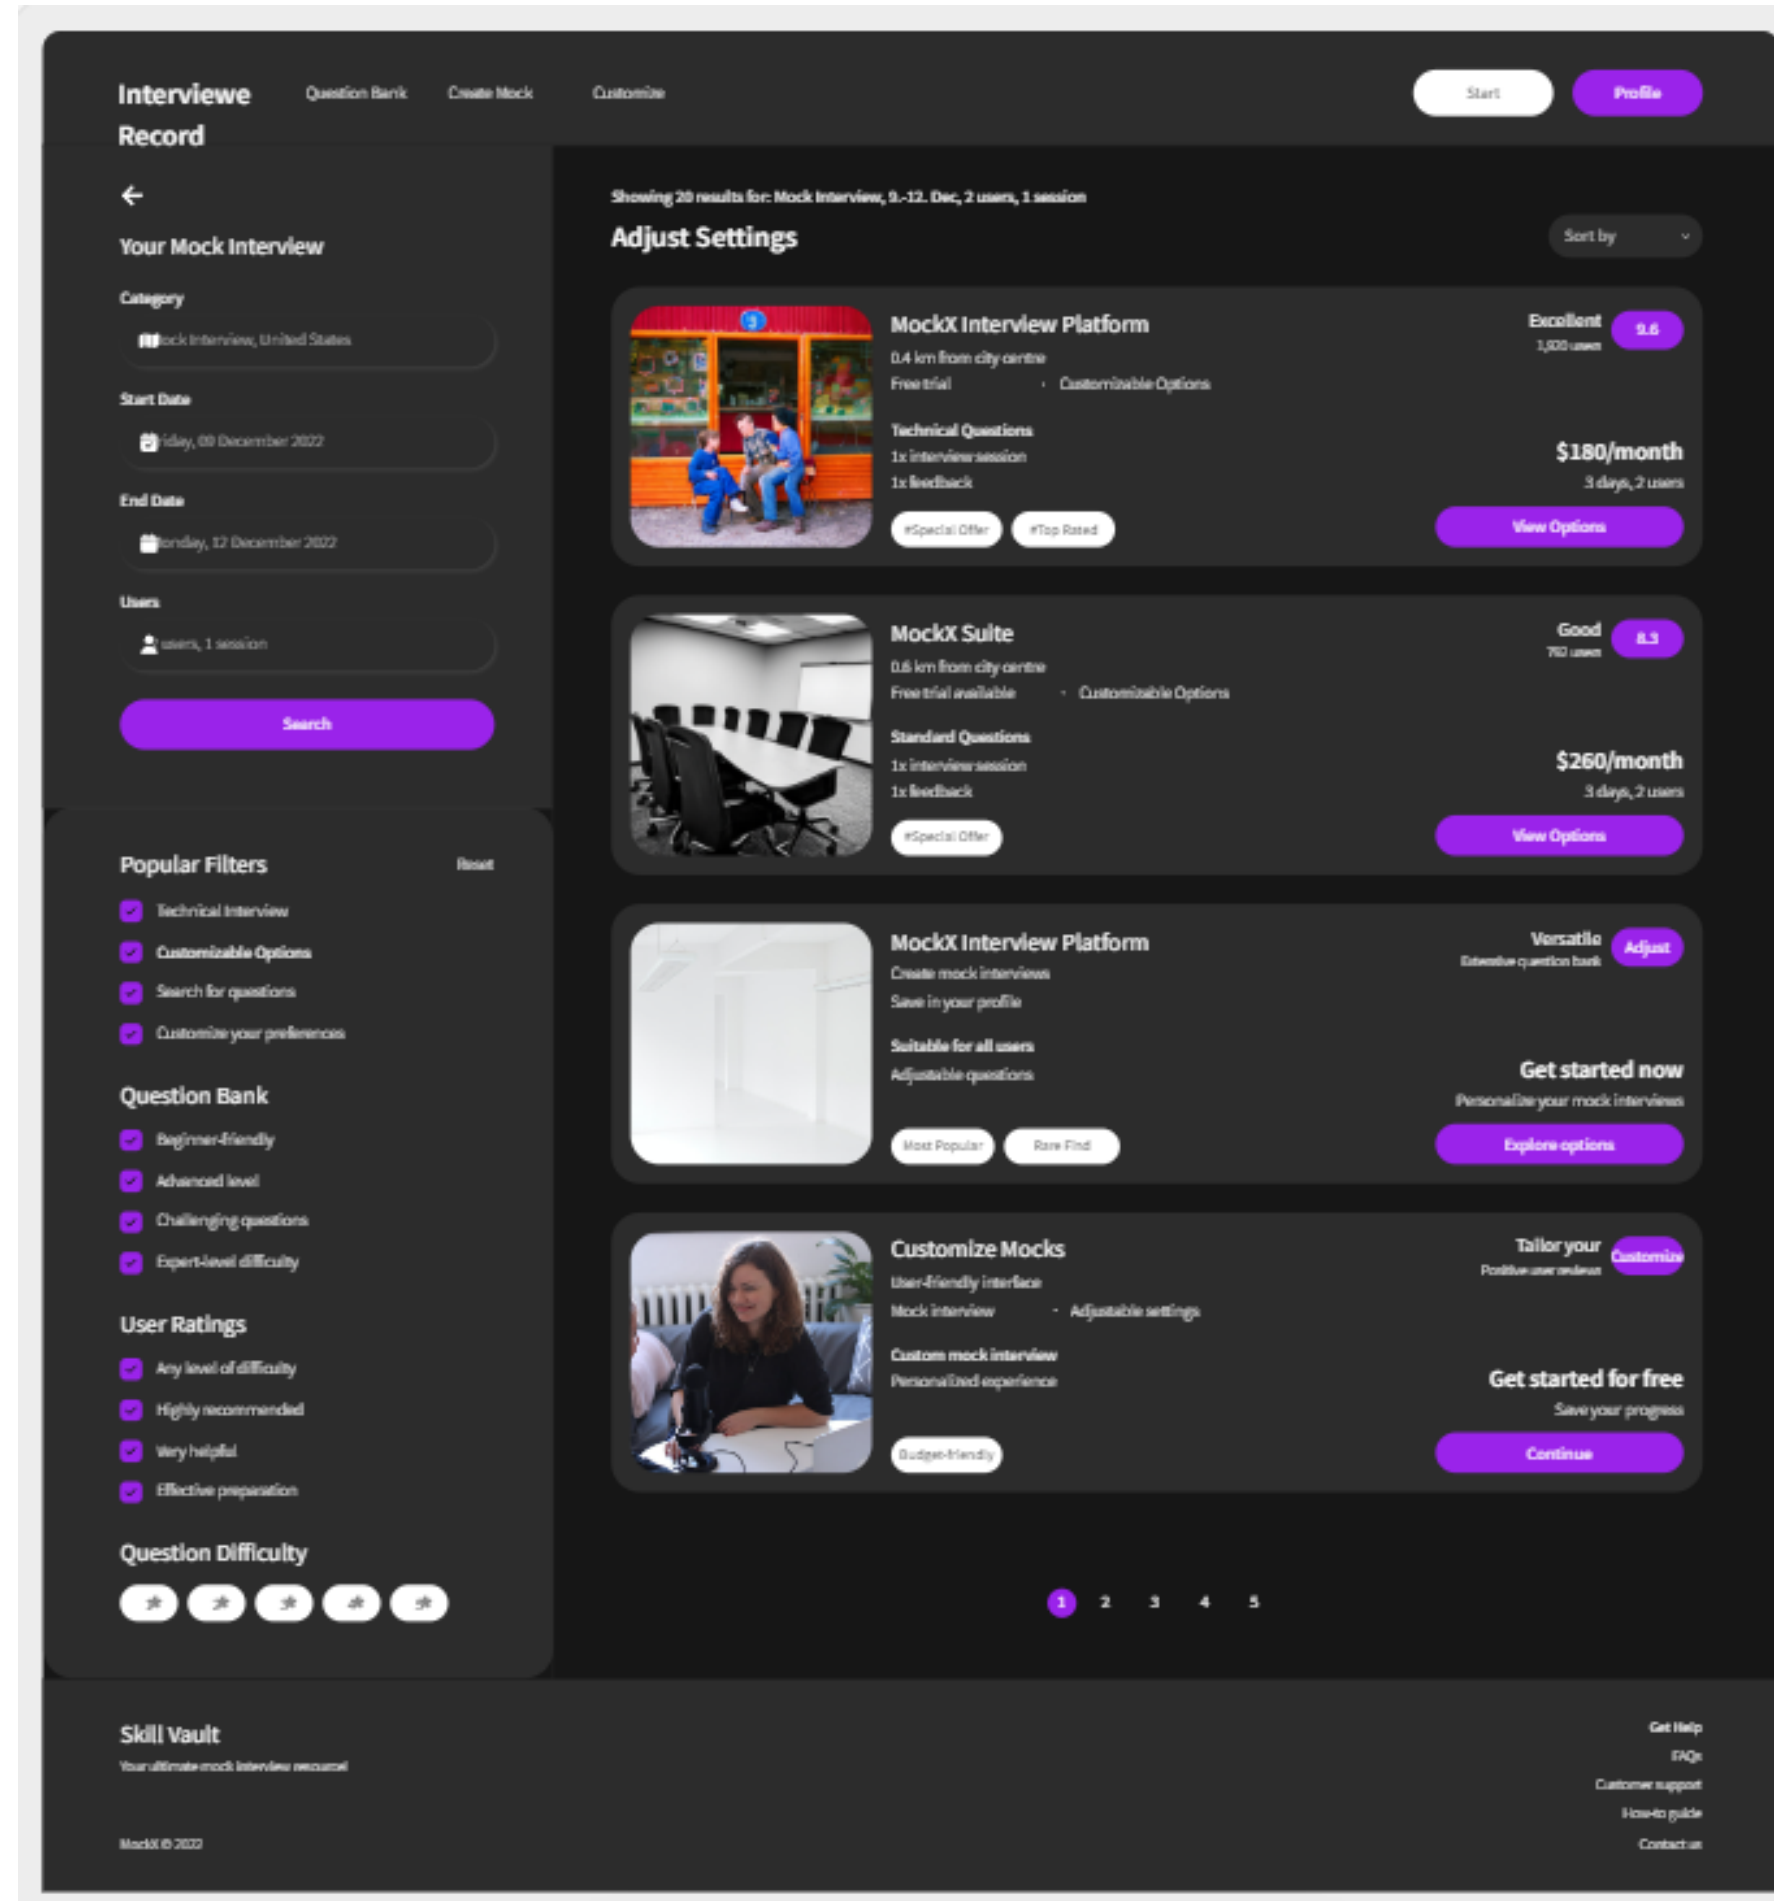 Interviewe
Record
Question Bank
Create Mock
Customize
Start
Profile
Your Mock Interview
Category
ock Interview, United States
Start Date
riday, 09 December 2022
End Date
onday, 12 December 2022
Users
users, 1 session
Search
Popular Filters
Reset
Technical Interview
Customizable Options
Search for questions
Customize your preferences
Question Bank
Beginner-friendly
Advanced level
Challenging questions
Expert-level difficulty
User Ratings
Any level of difficulty
Highly recommended
Very helpful
Effective preparation
Question Difficulty
Showing 20 results for: Mock Interview, 9.-12. Dec, 2 users, 1 session
Adjust Settings
Sort by
MockX Interview Platform
0.4 km from city centre
Free trial · Customizable Options
Technical Questions
1x interview session
1x feedback
#Special Offer
#Top Rated
Excellent
1,920 users
9.6
$180/month
3 days, 2 users
View Options
MockX Suite
0.6 km from city centre
Free trial available · Customizable Options
Standard Questions
1x interview session
1x feedback
#Special Offer
Good
users
8.3
$260/month
3 days, 2 users
View Options
MockX Interview Platform
Create mock interviews
Save in your profile
Suitable for all users
Adjustable questions
Most Popular
Rare Find
Versatile
Extensive question bank
Adjust
Get started now
Personalize your mock interviews
Explore options
Customize Mocks
User-friendly interface
Mock interview · Adjustable settings
Custom mock interview
Personalized experience
Budget-friendly
Tailor your
Positive user reviews
Customize
Get started for free
Save your progress
Continue
1 2 3 4 5
Skill Vault
Your ultimate mock interview resource!
MockX © 2022
Get Help
FAQs
Customer support
How-to guide
Contact us